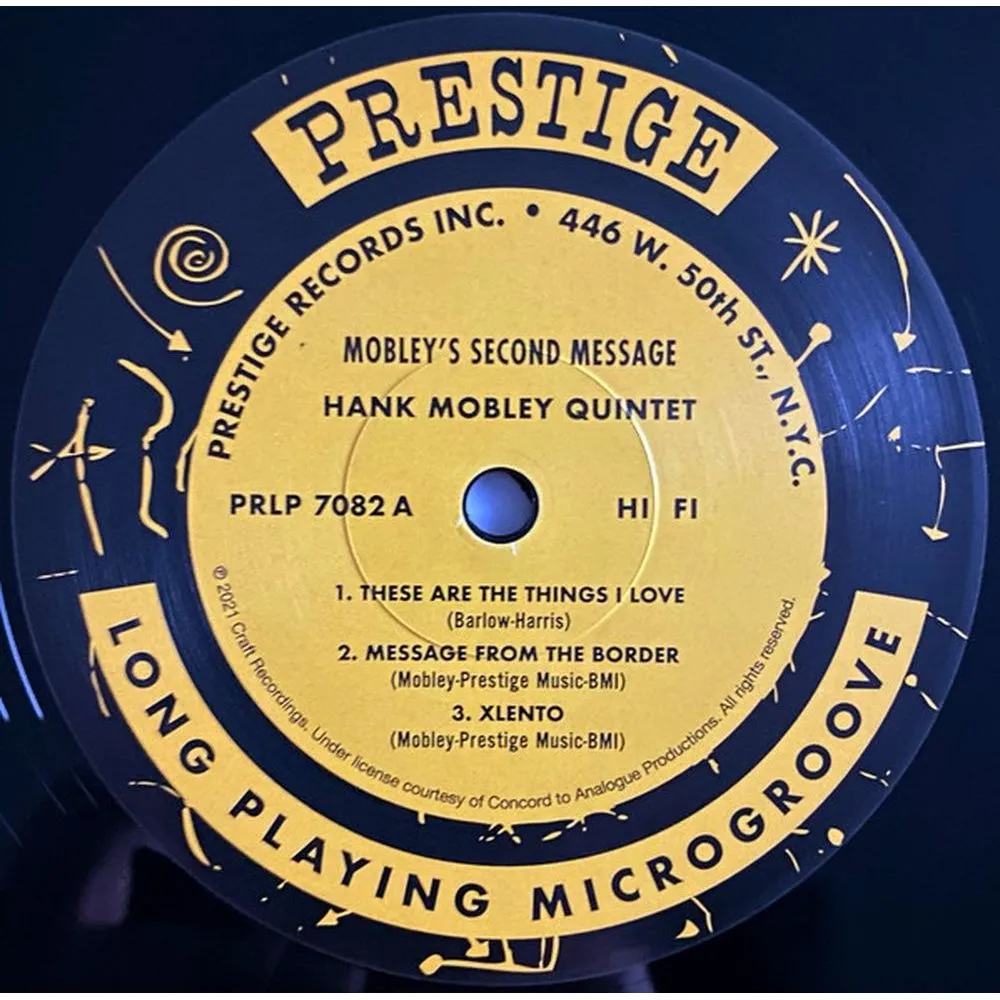 PRESTIGE
PRESTIGE RECORDS INC. • 446 W. 50th ST., N.Y.C.
MOBLEY'S SECOND MESSAGE
HANK MOBLEY QUINTET
PRLP 7082 A
HI FI
1. THESE ARE THE THINGS I LOVE
(Barlow-Harris)
2. MESSAGE FROM THE BORDER
(Mobley-Prestige Music-BMI)
3. XLENTO
(Mobley-Prestige Music-BMI)
℗ 2021 Craft Recordings. Under license courtesy of Concord to Analogue Productions. All rights reserved.
LONG PLAYING MICROGROOVE